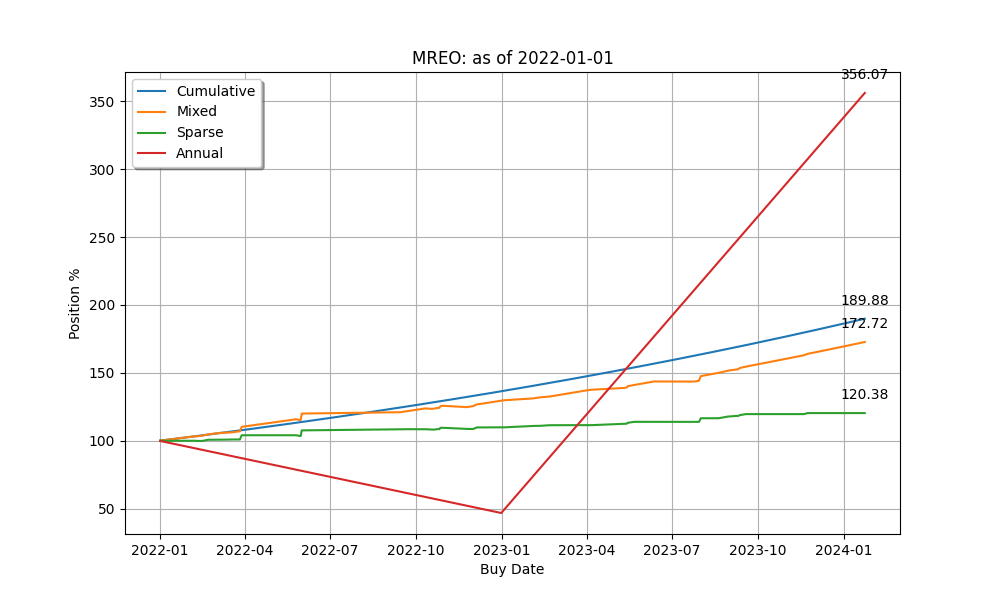 MREO: as of 2022-01-01
356.07
Cumulative
Mixed
Sparse
Annual
350
300
250
200
150
100
50
189.88
172.72
120.38
Position %
2022-01 2022-04 2022-07 2022-10 2023-01 2023-04 2023-07 2023-10 2024-01
Buy Date